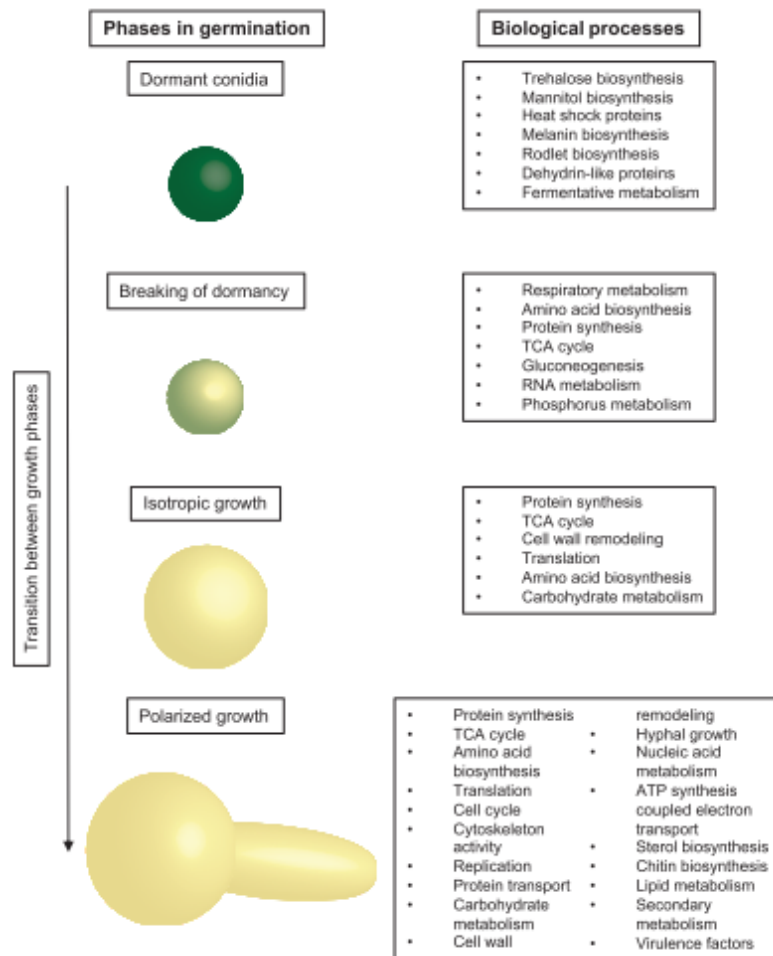 Phases in germination
Biological processes
Dormant conidia
• Trehalose biosynthesis
• Mannitol biosynthesis
• Heat shock proteins
• Melanin biosynthesis
• Rodlet biosynthesis
• Dehydrin-like proteins
• Fermentative metabolism
Breaking of dormancy
• Respiratory metabolism
• Amino acid biosynthesis
• Protein synthesis
• TCA cycle
• Gluconeogenesis
• RNA metabolism
• Phosphorus metabolism
Transition between growth phases
Isotropic growth
• Protein synthesis
• TCA cycle
• Cell wall remodeling
• Translation
• Amino acid biosynthesis
• Carbohydrate metabolism
Polarized growth
• Protein synthesis
• TCA cycle
• Amino acid
biosynthesis
• Translation
• Cell cycle
• Cytoskeleton
activity
• Replication
• Protein transport
• Carbohydrate
metabolism
• Cell wall
remodeling
• Hyphal growth
• Nucleic acid
metabolism
• ATP synthesis
coupled electron
transport
• Sterol biosynthesis
• Chitin biosynthesis
• Lipid metabolism
• Secondary
metabolism
• Virulence factors